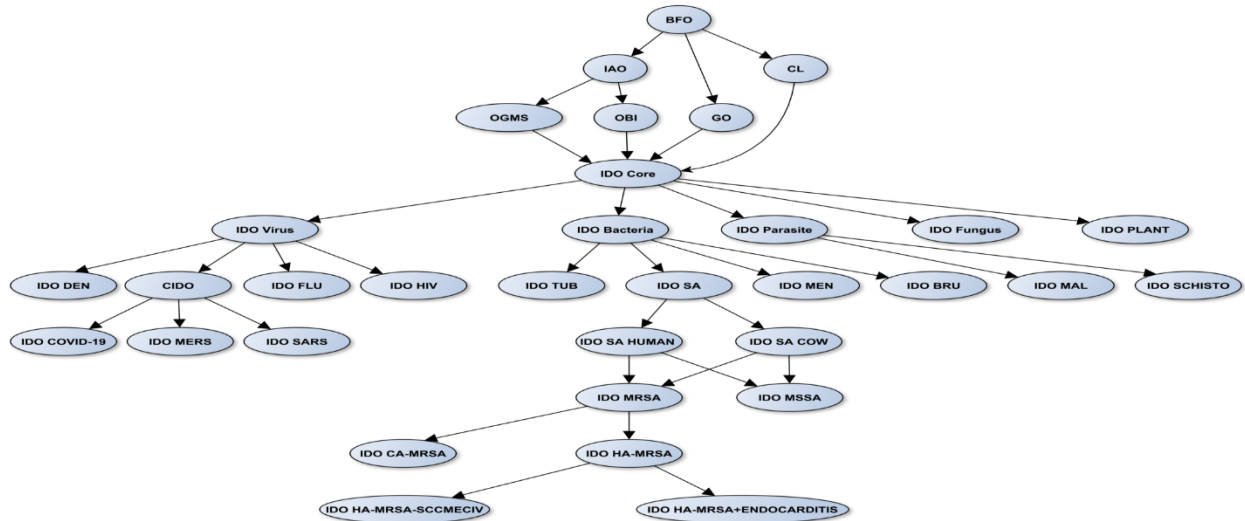 BFO
IAO
CL
OGMS
OBI
GO
IDO Core
IDO Virus
IDO Bacteria
IDO Parasite
IDO Fungus
IDO PLANT
IDO DEN
CIDO
IDO FLU
IDO HIV
IDO TUB
IDO SA
IDO MEN
IDO BRU
IDO MAL
IDO SCHISTO
IDO COVID-19
IDO MERS
IDO SARS
IDO SA HUMAN
IDO SA COW
IDO MRSA
IDO MSSA
IDO CA-MRSA
IDO HA-MRSA
IDO HA-MRSA-SCCMECIV
IDO HA-MRSA+ENDOCARDITIS